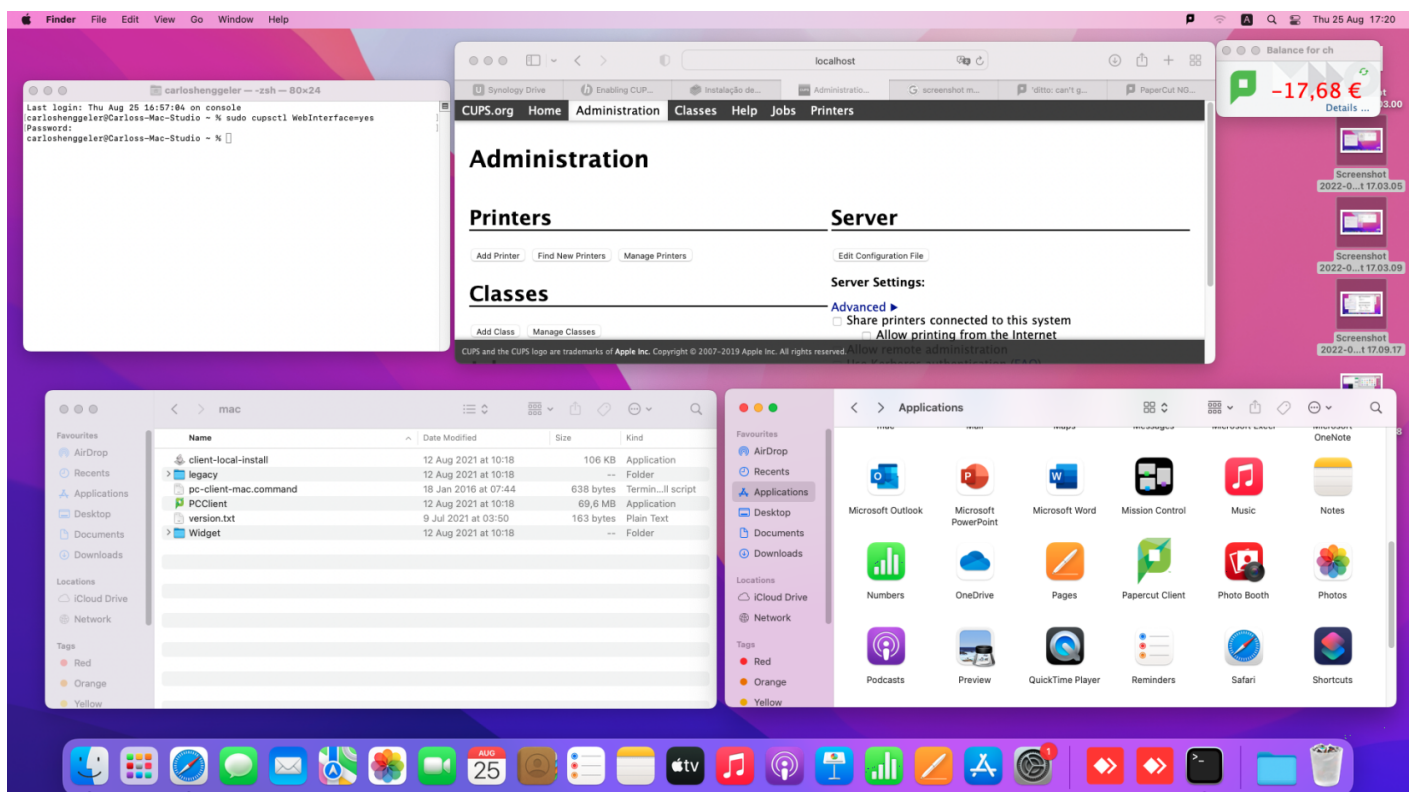 Finder File Edit View Go Window Help
A
Thu 25 Aug 17:20
carloshenggeler — -zsh — 80×24
Last login: Thu Aug 25 16:57:04 on console
carloshenggeler@Carloss-Mac-Studio ~ % sudo cupsctl WebInterface=yes
Password:
carloshenggeler@Carloss-Mac-Studio ~ %
localhost
Synology Drive
Enabling CUP...
Instalação de...
Administratio...
G screenshot m...
'ditto: can't g...
PaperCut NG...
CUPS.org Home Administration Classes Help Jobs Printers
Administration
Printers
Add Printer
Find New Printers
Manage Printers
Classes
Add Class
Manage Classes
Server
Edit Configuration File
Server Settings:
Advanced ▶
Share printers connected to this system
Allow printing from the Internet
Allow remote administration
Use Kerberos authentication (FAQ)
CUPS and the CUPS logo are trademarks of Apple Inc. Copyright © 2007-2019 Apple Inc. All rights reserved.
Balance for ch
-17,68 €
Details ...
Screenshot
2022-0...t 17.03.05
Screenshot
2022-0...t 17.03.09
Screenshot
2022-0...t 17.09.17
mac
Favourites
AirDrop
Recents
Applications
Desktop
Documents
Downloads
Locations
iCloud Drive
Network
Tags
Red
Orange
Yellow
Name Date Modified Size Kind
client-local-install 12 Aug 2021 at 10:18 106 KB Application
legacy 12 Aug 2021 at 10:18 -- Folder
pc-client-mac.command 18 Jan 2016 at 07:44 638 bytes Termin...ll script
PCClient 12 Aug 2021 at 10:18 69,6 MB Application
version.txt 9 Jul 2021 at 03:50 163 bytes Plain Text
Widget 12 Aug 2021 at 10:18 -- Folder
Applications
Favourites
AirDrop
Recents
Applications
Desktop
Documents
Downloads
Locations
iCloud Drive
Network
Tags
Red
Orange
Yellow
OneNote
Microsoft Outlook
Microsoft
PowerPoint
Microsoft Word
Mission Control
Music
Notes
Numbers
OneDrive
Pages
Papercut Client
Photo Booth
Photos
Podcasts
Preview
QuickTime Player
Reminders
Safari
Shortcuts
AUG
25
tv
1